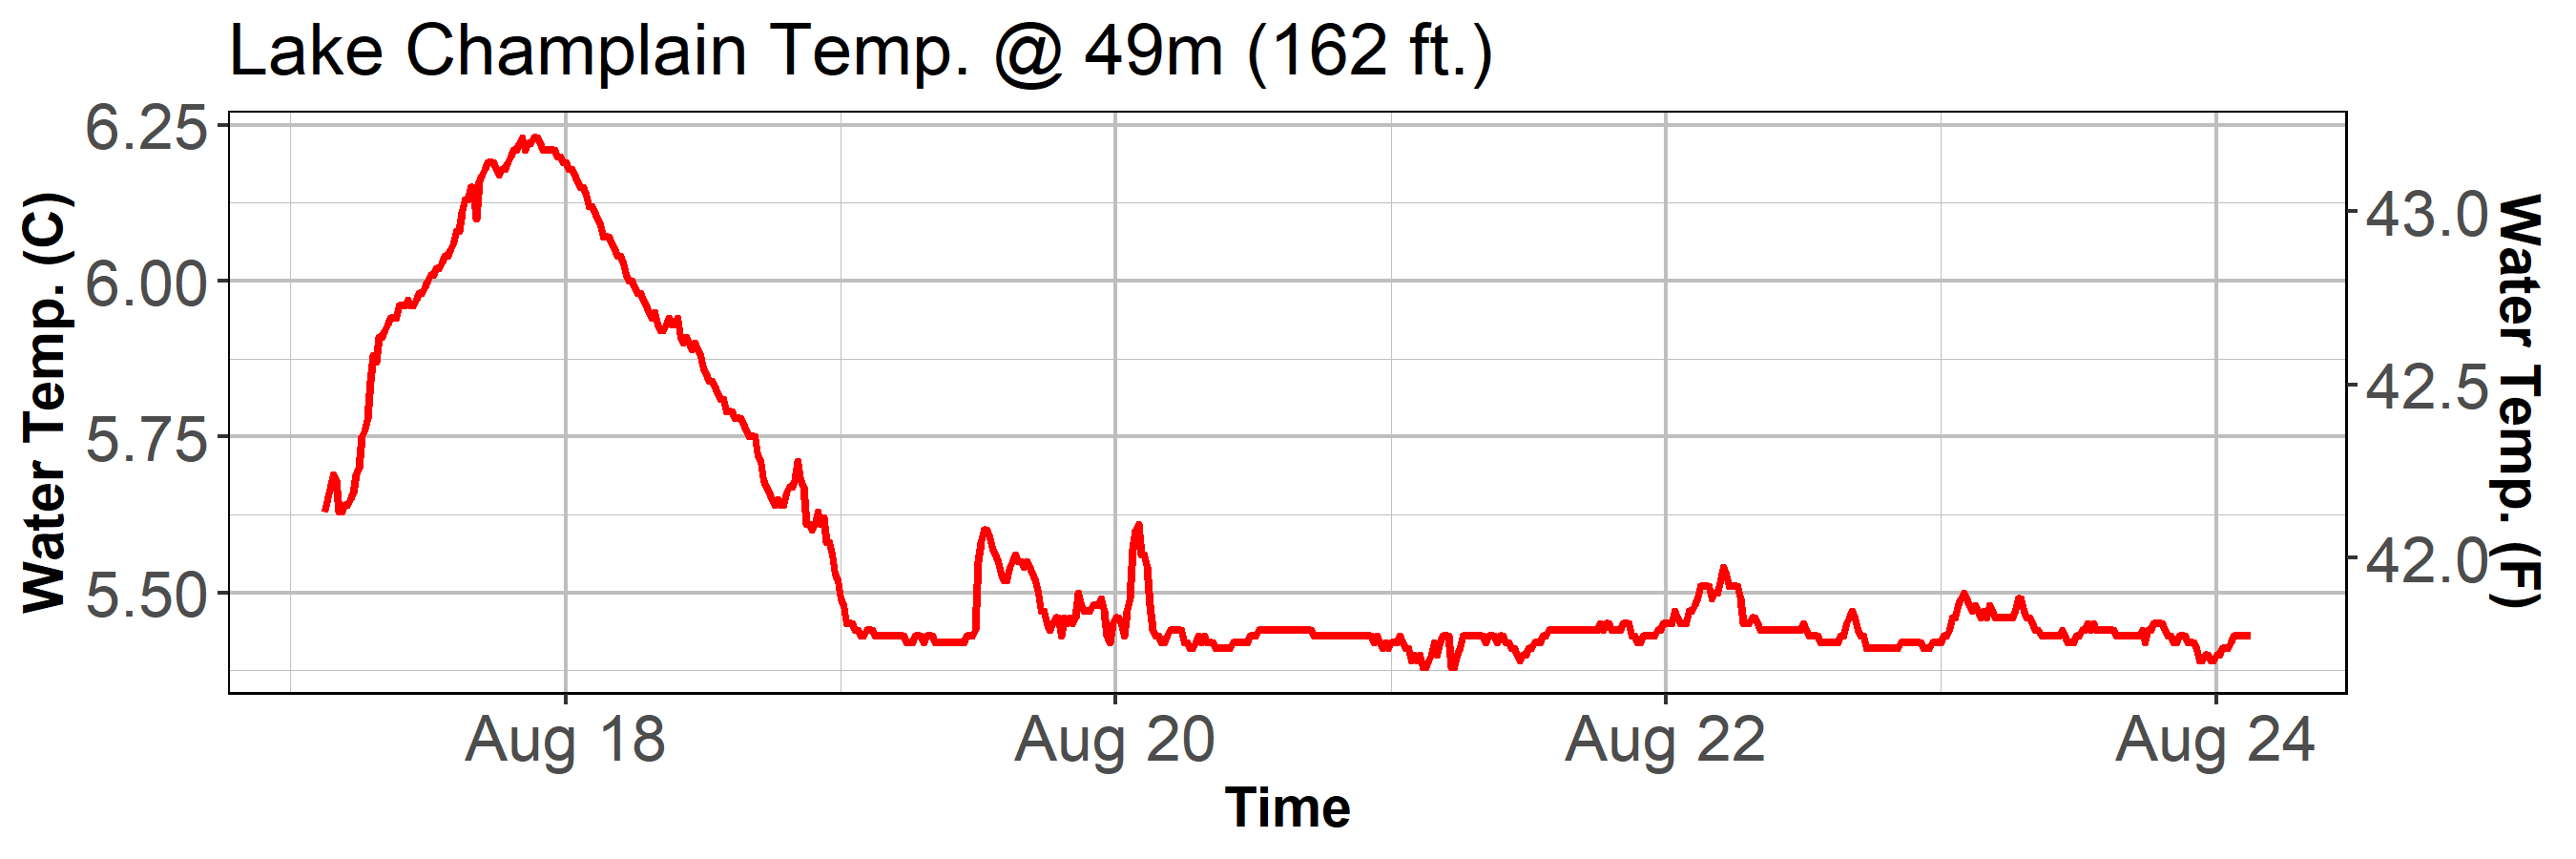 Lake Champlain Temp. @ 49m (162 ft.)
Water Temp. (C)
6.25
6.00
5.75
5.50
43.0
42.5
42.0
Water Temp. (F)
Aug 18 Aug 20 Aug 22 Aug 24
Time